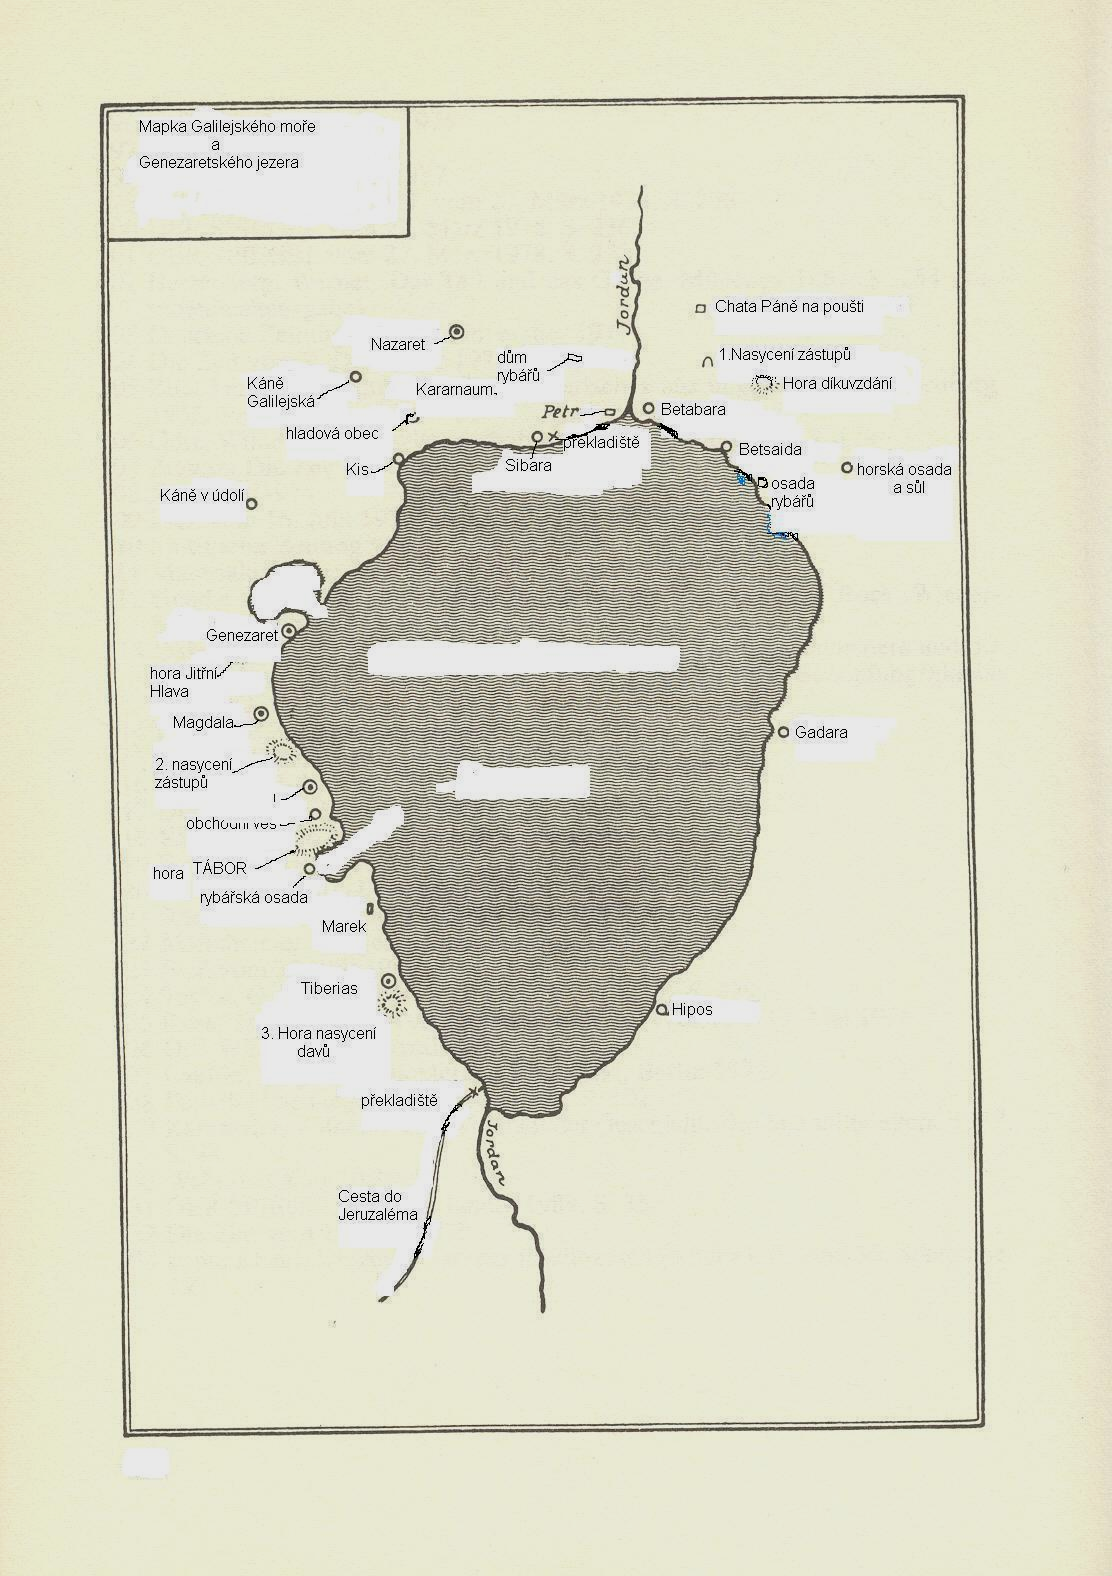 Mapka Galilejského moře
a
Genezaretského jezera
Jordan
Chata Páně na poušti
Nazaret
dům
rybářů
1.Nasycení zástupů
Káně
Galilejská
Kararnaum.
Hora díkuvzdání
Petr
Betabara
hladová obec
překladiště
Betsaida
Kis
Sibara
horská osada
a sůl
Káně v údolí
osada
rybářů
Genezaret
hora Jitřní
Hlava
Magdala
Gadara
2. nasycení
zástupů
obchodní ves
hora TÁBOR
rybářská osada
Marek
Tiberias
Hipos
3. Hora nasycení
davů
překladiště
Jordan
Cesta do
Jeruzaléma